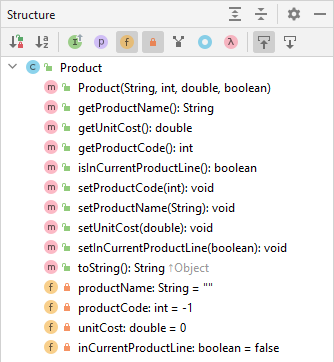 Structure
Product
Product(String, int, double, boolean)
getProductName(): String
getUnitCost(): double
getProductCode(): int
isInCurrentProductLine(): boolean
setProductCode(int): void
setProductName(String): void
setUnitCost(double): void
setInCurrentProductLine(boolean): void
toString(): String ↑Object
productName: String = ""
productCode: int = -1
unitCost: double = 0
inCurrentProductLine: boolean = false